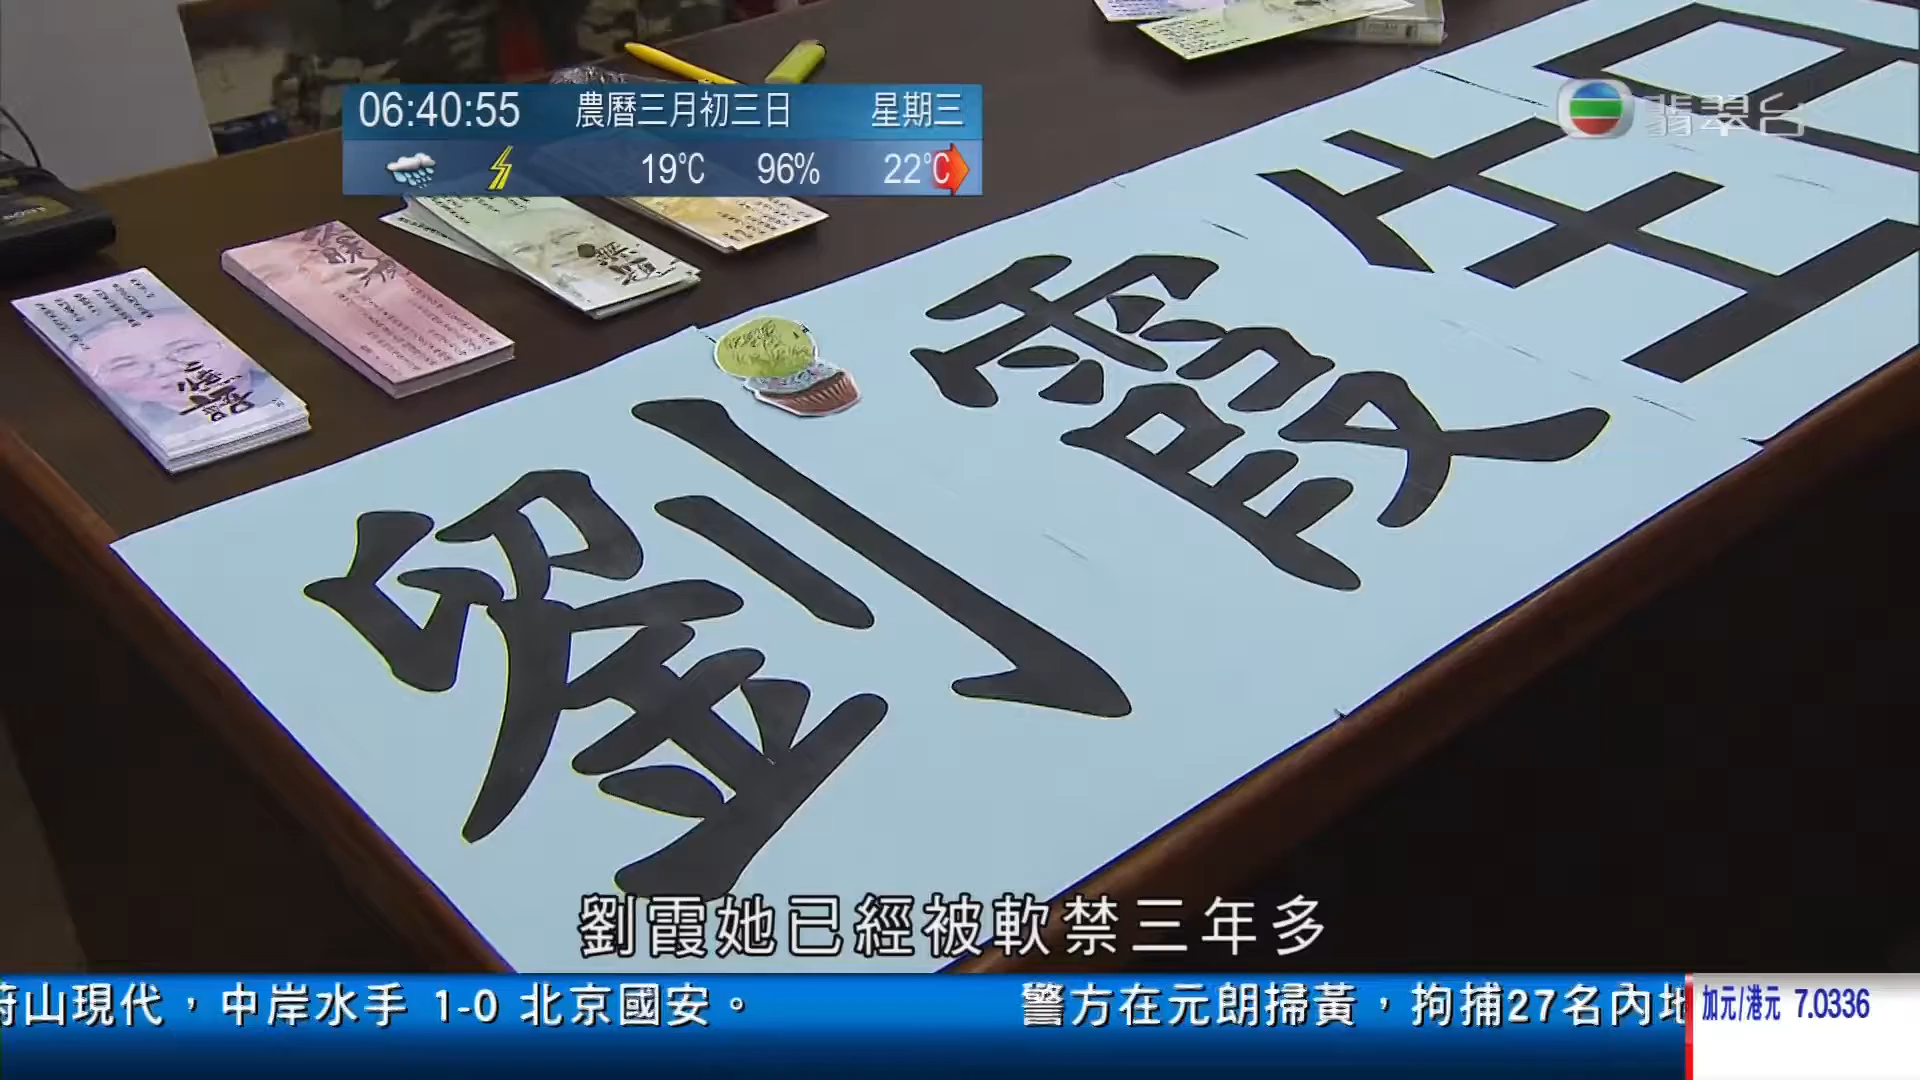 06:40:55 農曆三月初三日 星期三
19℃ 96% 22℃
翡翠台
劉霞生日
劉霞她已經被軟禁三年多
蔚山現代，中岸水手 1-0 北京國安。 警方在元朗掃黃，拘捕27名內地
加元/港元 7.0336